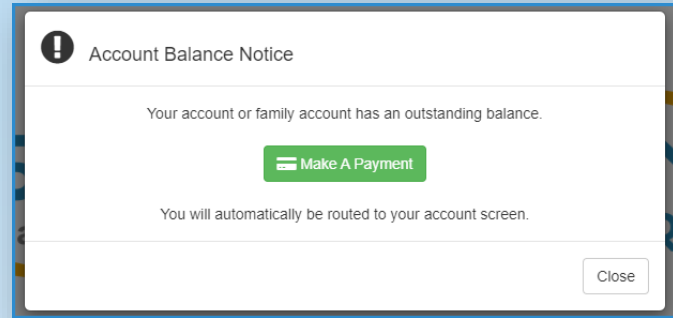 Account Balance Notice
Your account or family account has an outstanding balance.
Make A Payment
You will automatically be routed to your account screen.
Close